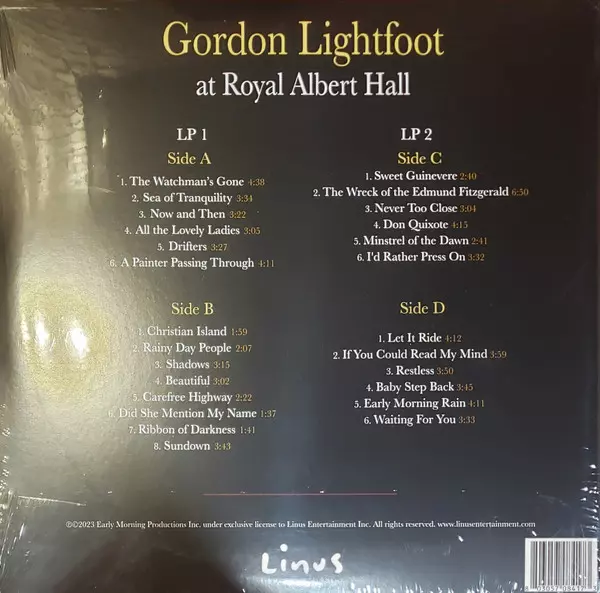 Gordon Lightfoot
at Royal Albert Hall
LP 1
Side A
1. The Watchman's Gone 4:38
2. Sea of Tranquility 3:34
3. Now and Then 3:22
4. All the Lovely Ladies 3:05
5. Drifters 3:27
6. A Painter Passing Through 4:11
Side B
1. Christian Island 1:59
2. Rainy Day People 2:07
3. Shadows 3:15
4. Beautiful 3:02
5. Carefree Highway 2:22
6. Did She Mention My Name 1:37
7. Ribbon of Darkness 1:41
8. Sundown 3:43
LP 2
Side C
1. Sweet Guinevere 2:40
2. The Wreck of the Edmund Fitzgerald 6:50
3. Never Too Close 3:04
4. Don Quixote 4:15
5. Minstrel of the Dawn 2:41
6. I'd Rather Press On 3:32
Side D
1. Let It Ride 4:12
2. If You Could Read My Mind 3:59
3. Restless 3:50
4. Baby Step Back 3:45
5. Early Morning Rain 4:11
6. Waiting For You 3:33
℗©2023 Early Morning Productions Inc. under exclusive license to Linus Entertainment Inc. All rights reserved. www.linusentertainment.com
Linus